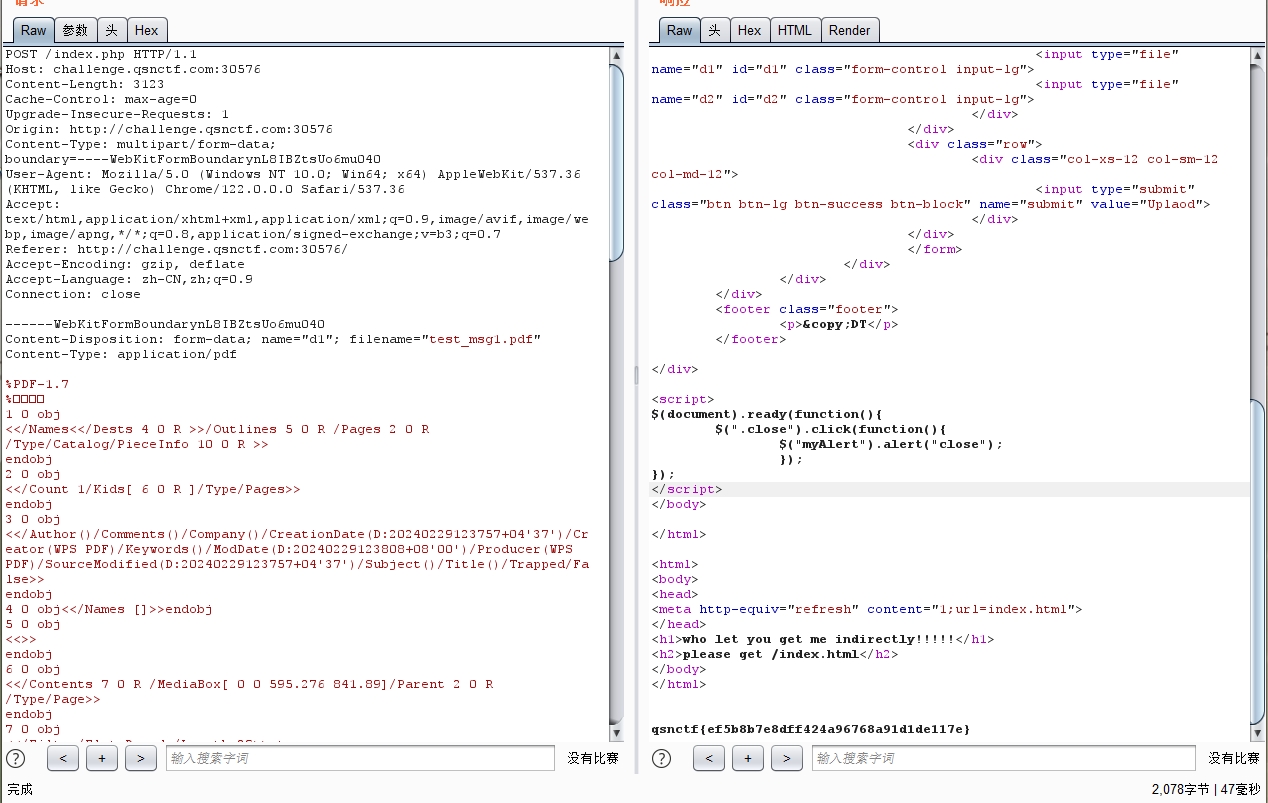 请求
Raw 参数 头 Hex
POST /index.php HTTP/1.1
Host: challenge.qsnctf.com:30576
Content-Length: 3123
Cache-Control: max-age=0
Upgrade-Insecure-Requests: 1
Origin: http://challenge.qsnctf.com:30576
Content-Type: multipart/form-data;
boundary=----WebKitFormBoundarynL8IBZtsUo6muO4O
User-Agent: Mozilla/5.0 (Windows NT 10.0; Win64; x64) AppleWebKit/537.36
(KHTML, like Gecko) Chrome/122.0.0.0 Safari/537.36
Accept:
text/html,application/xhtml+xml,application/xml;q=0.9,image/avif,image/we
bp,image/apng,*/*;q=0.8,application/signed-exchange;v=b3;q=0.7
Referer: http://challenge.qsnctf.com:30576/
Accept-Encoding: gzip, deflate
Accept-Language: zh-CN,zh;q=0.9
Connection: close
------WebKitFormBoundarynL8IBZtsUo6muO4O
Content-Disposition: form-data; name="d1"; filename="test_msg1.pdf"
Content-Type: application/pdf
%PDF-1.7
%□□□□
1 0 obj
<</Names<</Dests 4 0 R >>/Outlines 5 0 R /Pages 2 0 R
/Type/Catalog/PieceInfo 10 0 R >>
endobj
2 0 obj
<</Count 1/Kids[ 6 0 R ]/Type/Pages>>
endobj
3 0 obj
<</Author()/Comments()/Company()/CreationDate(D:20240229123757+04'37')/Cr
eator(WPS PDF)/Keywords()/ModDate(D:20240229123808+08'00')/Producer(WPS
PDF)/SourceModified(D:20240229123757+04'37')/Subject()/Title()/Trapped/Fa
lse>>
endobj
4 0 obj<</Names []>>endobj
5 0 obj
<<>>
endobj
6 0 obj
<</Contents 7 0 R /MediaBox[ 0 0 595.276 841.89]/Parent 2 0 R
/Type/Page>>
endobj
7 0 obj
? < + > 输入搜索字词 没有比赛
完成
响应
Raw 头 Hex HTML Render
<input type="file"
name="d1" id="d1" class="form-control input-lg">
<input type="file"
name="d2" id="d2" class="form-control input-lg">
</div>
</div>
<div class="row">
<div class="col-xs-12 col-sm-12
col-md-12">
<input type="submit"
class="btn btn-lg btn-success btn-block" name="submit" value="Uplaod">
</div>
</div>
</form>
</div>
</div>
</div>
<footer class="footer">
<p>&copy;DT</p>
</footer>
</div>
<script>
$(document).ready(function(){
$(".close").click(function(){
$("myAlert").alert("close");
});
});
</script>
</body>
</html>
<html>
<body>
<head>
<meta http-equiv="refresh" content="1;url=index.html">
</head>
<h1>who let you get me indirectly!!!!!</h1>
<h2>please get /index.html</h2>
</body>
</html>
qsnctf{ef5b8b7e8dff424a96768a91d1de117e}
? < + > 输入搜索字词 没有比赛
2,078字节 | 47毫秒